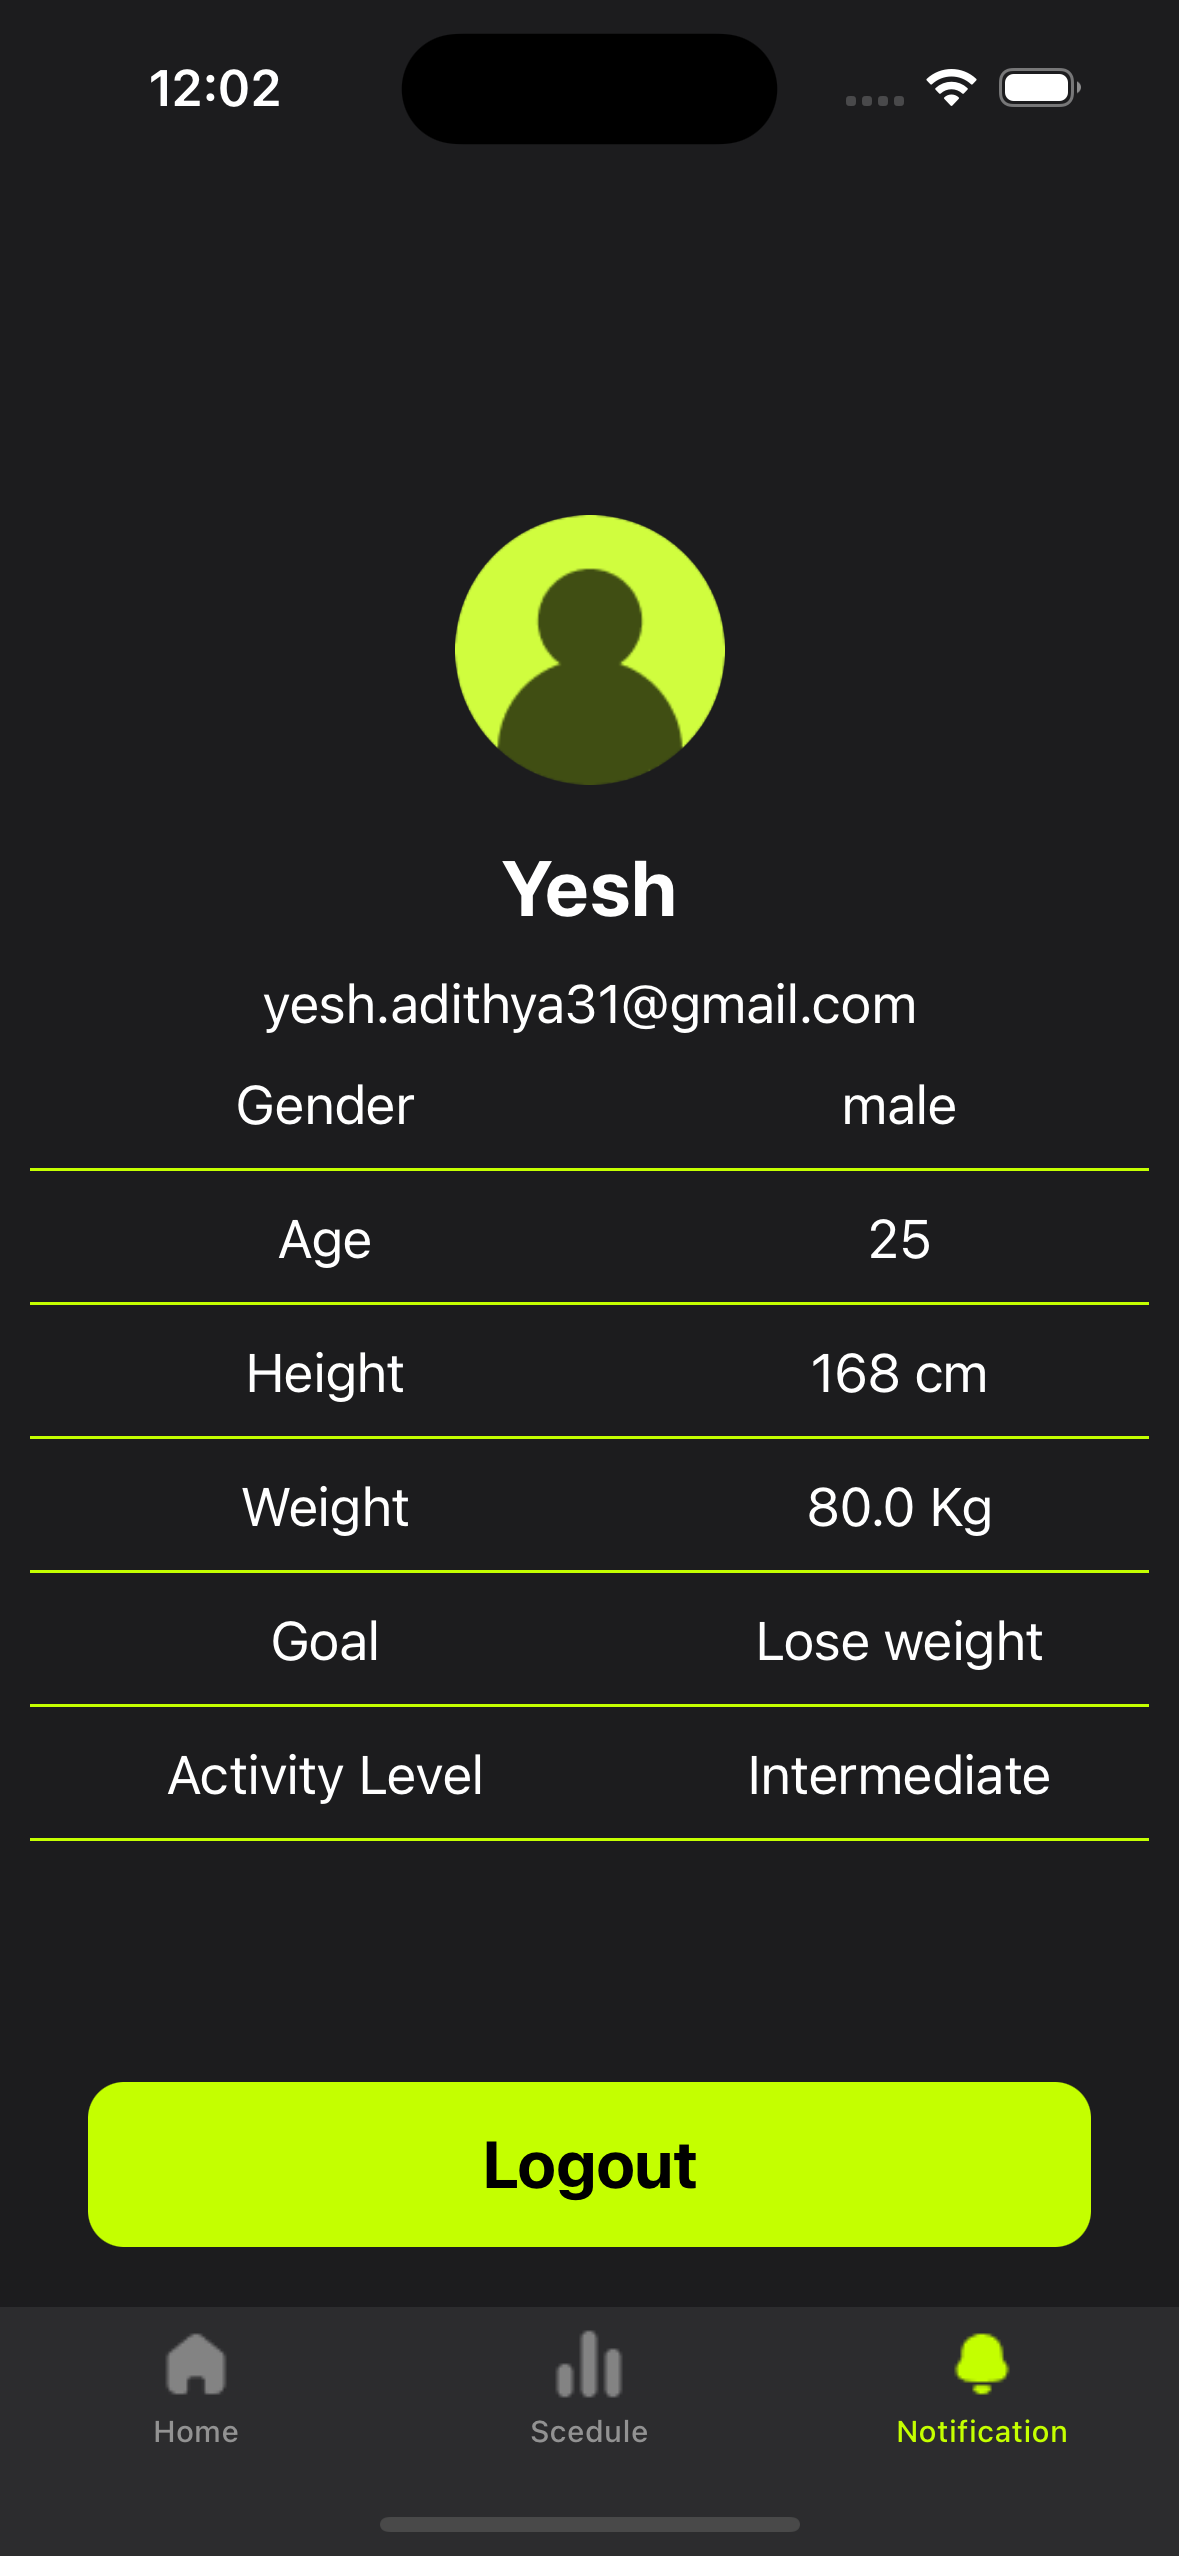 12:02
Yesh
yesh.adithya31@gmail.com
Gender male
Age 25
Height 168 cm
Weight 80.0 Kg
Goal Lose weight
Activity Level Intermediate
Logout
Home Scedule Notification